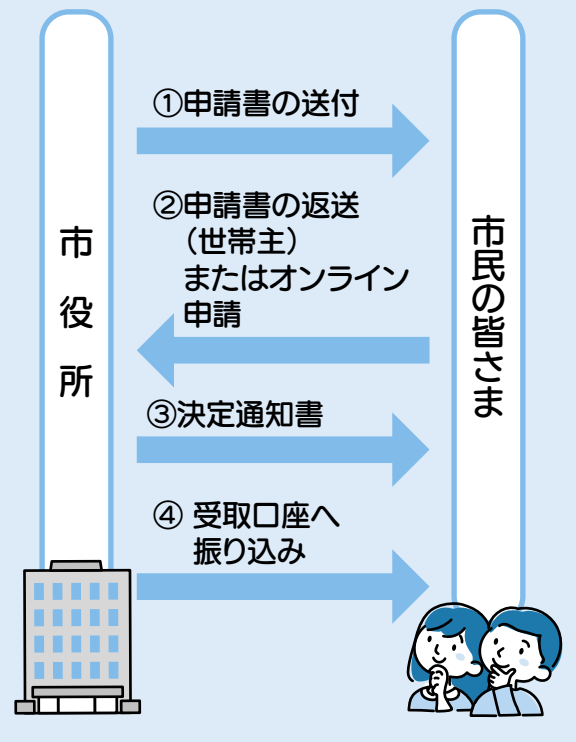 市役所
①申請書の送付
②申請書の返送
（世帯主）
またはオンライン
申請
③決定通知書
④ 受取口座へ
振り込み
市民の皆さま